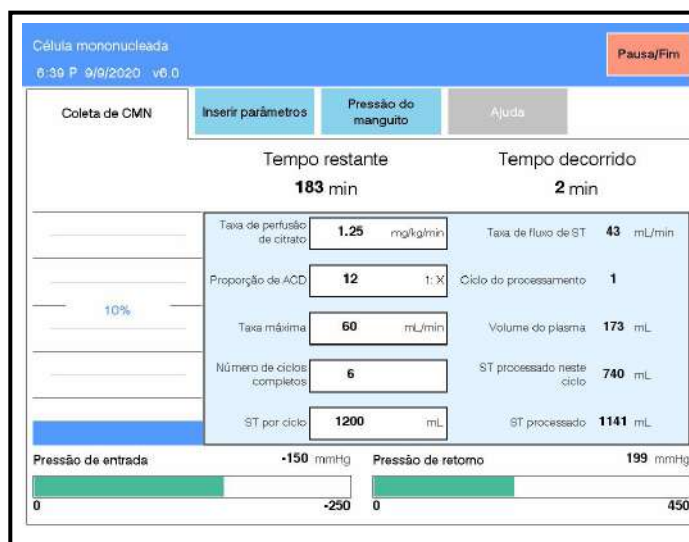 Célula mononucleada
6:39 P 9/9/2020 v6.0
Pausa/Fim
Coleta de CMN
Inserir parâmetros
Pressão do
manguito
Ajuda
Tempo restante
183 min
Tempo decorrido
2 min
10%
Taxa de perfusão
de citrato
1.25 mg/kg/min
Taxa de fluxo de ST 43 mL/min
Proporção de ACD 12 1: X
Ciclo do processamento 1
Taxa máxima 60 mL/min
Volume do plasma 173 mL
Número de ciclos
completos
6
ST processado neste
ciclo
740 mL
ST por ciclo 1200 mL
ST processado 1141 mL
Pressão de entrada -150 mmHg
Pressão de retorno 199 mmHg
0 -250
0 450